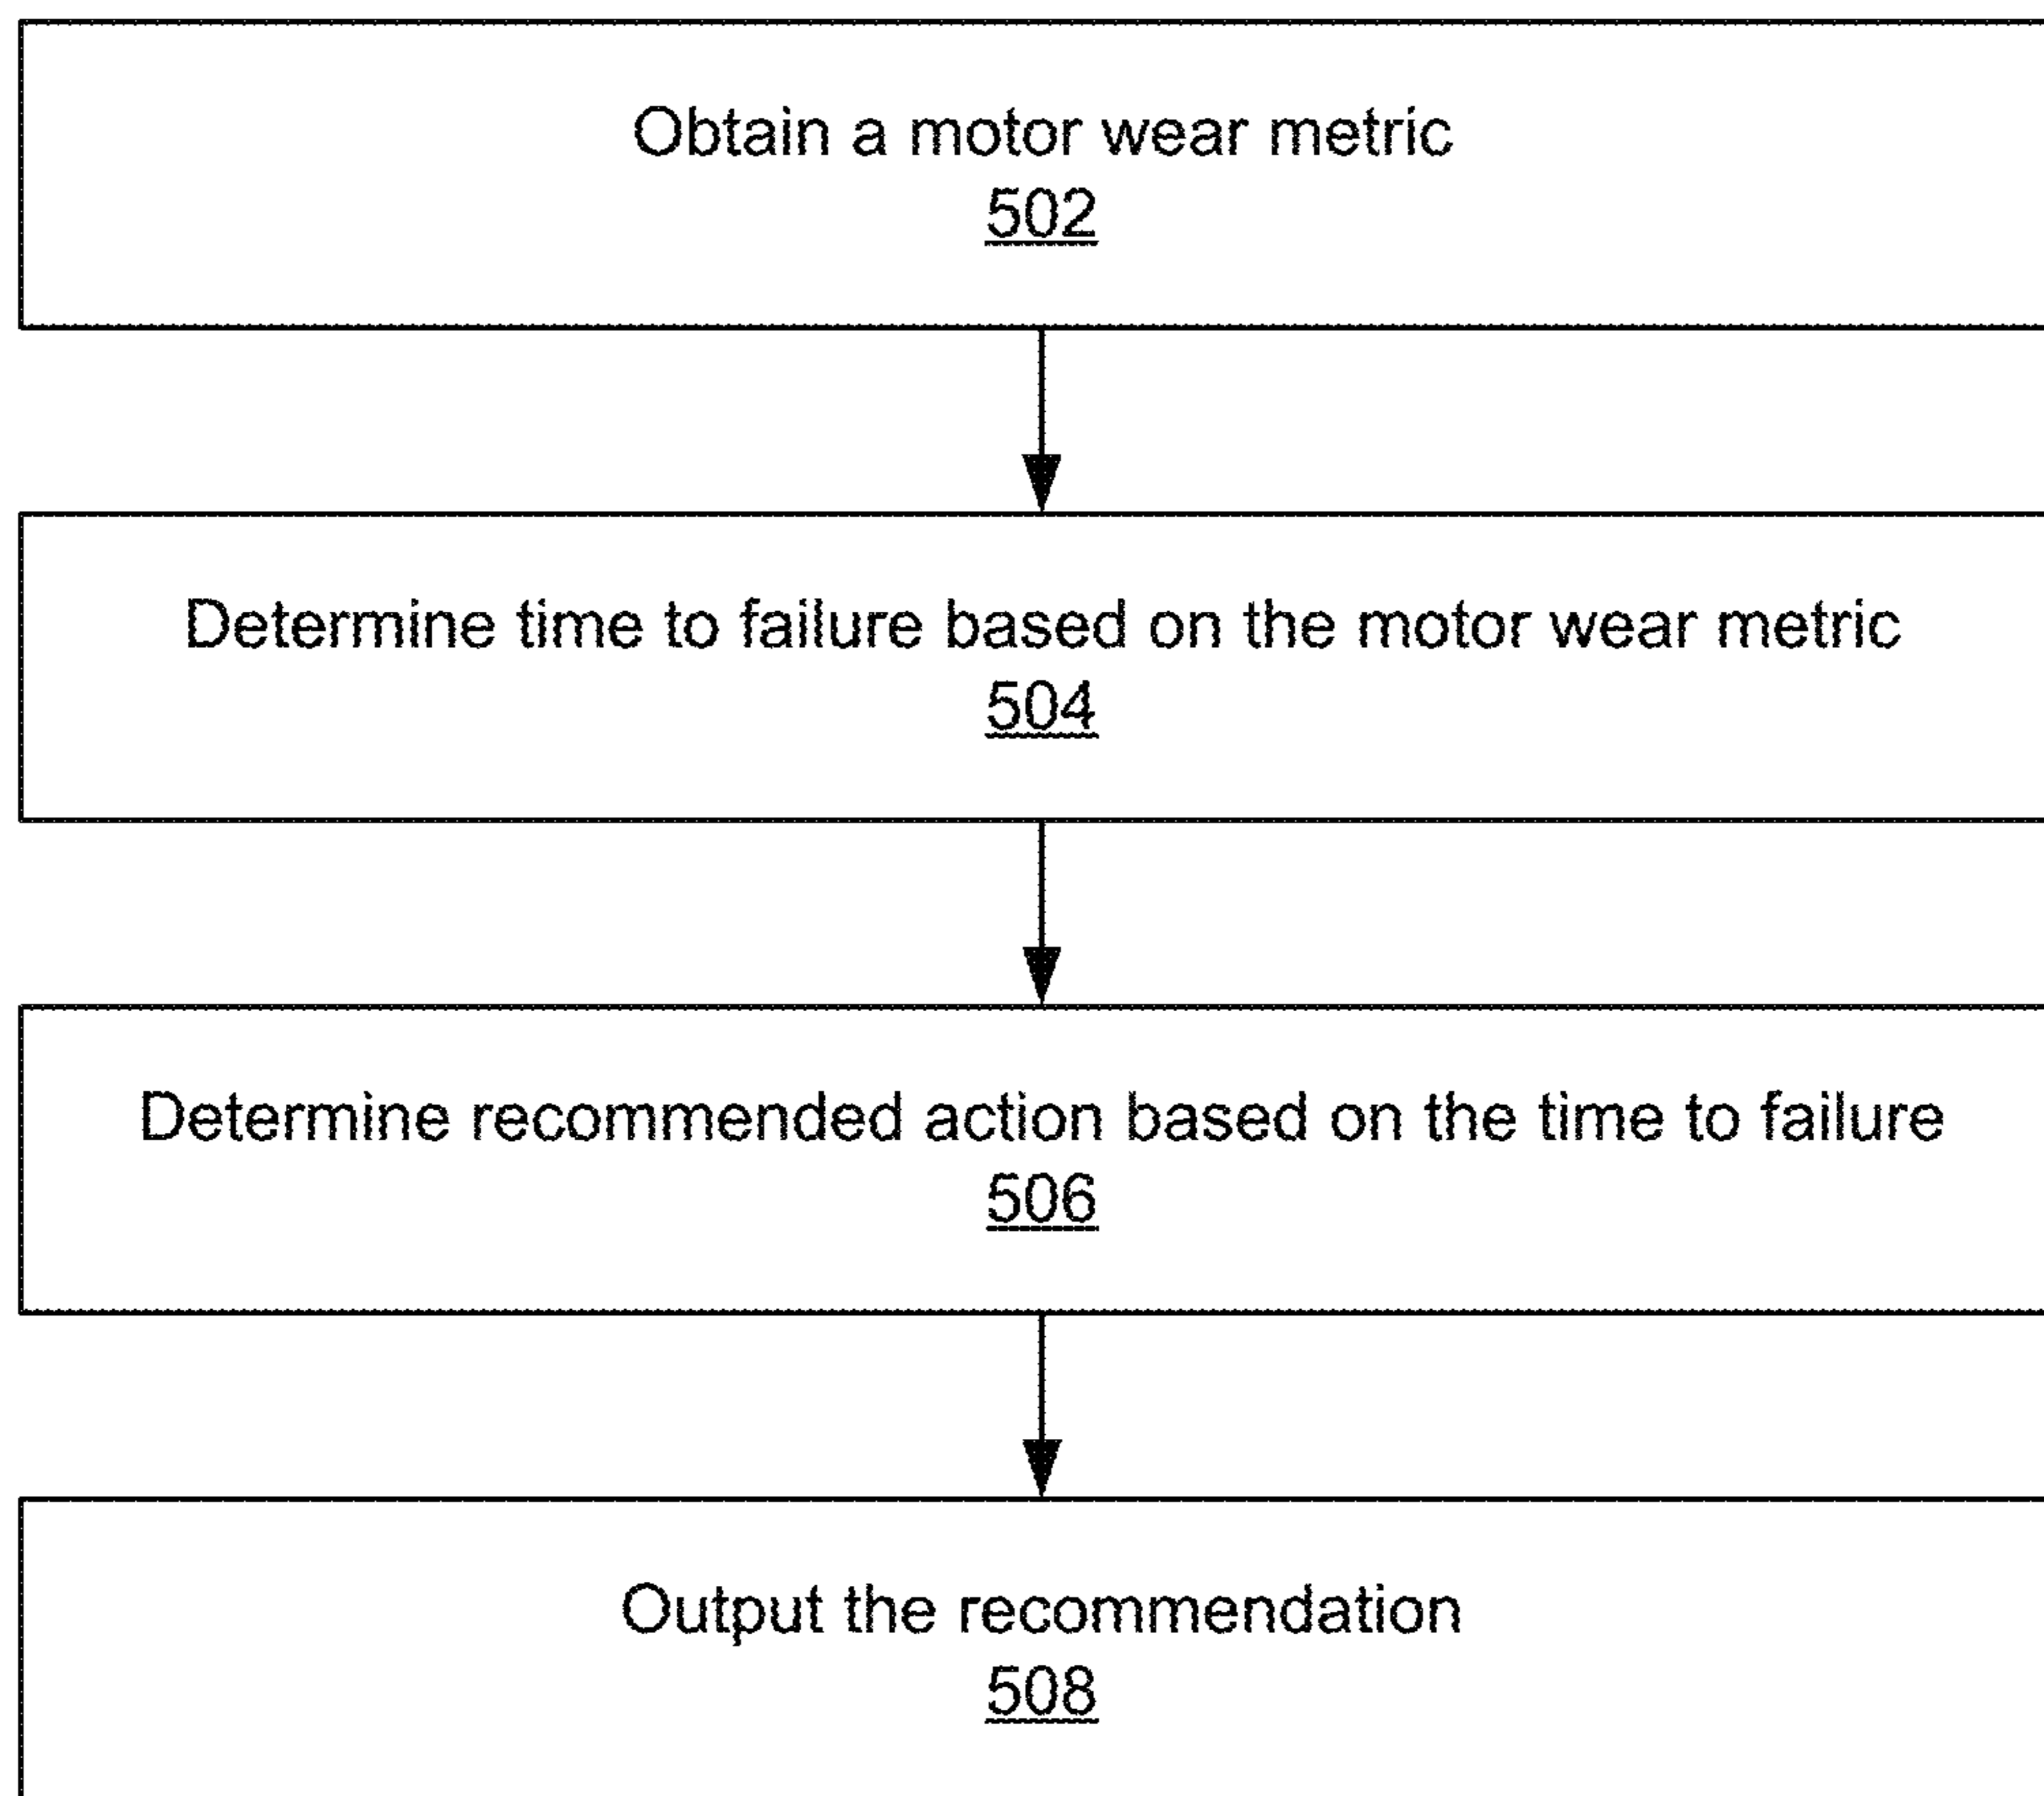 Obtain a motor wear metric
502
Determine time to failure based on the motor wear metric
504
Determine recommended action based on the time to failure
506
Output the recommendation
508